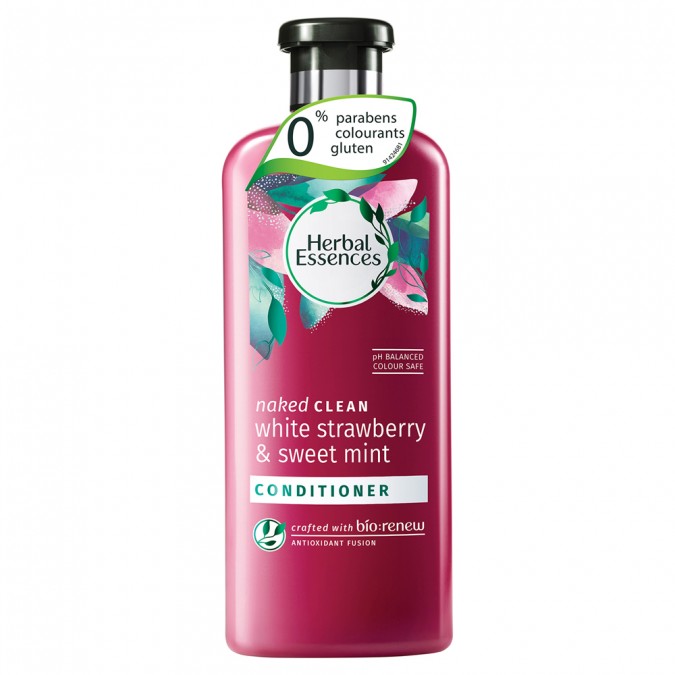 0%
parabens
colourants
gluten
91424681
Herbal
Essences
pH BALANCED
COLOUR SAFE
naked CLEAN
white strawberry
& sweet mint
CONDITIONER
crafted with bio:renew
ANTIOXIDANT FUSION